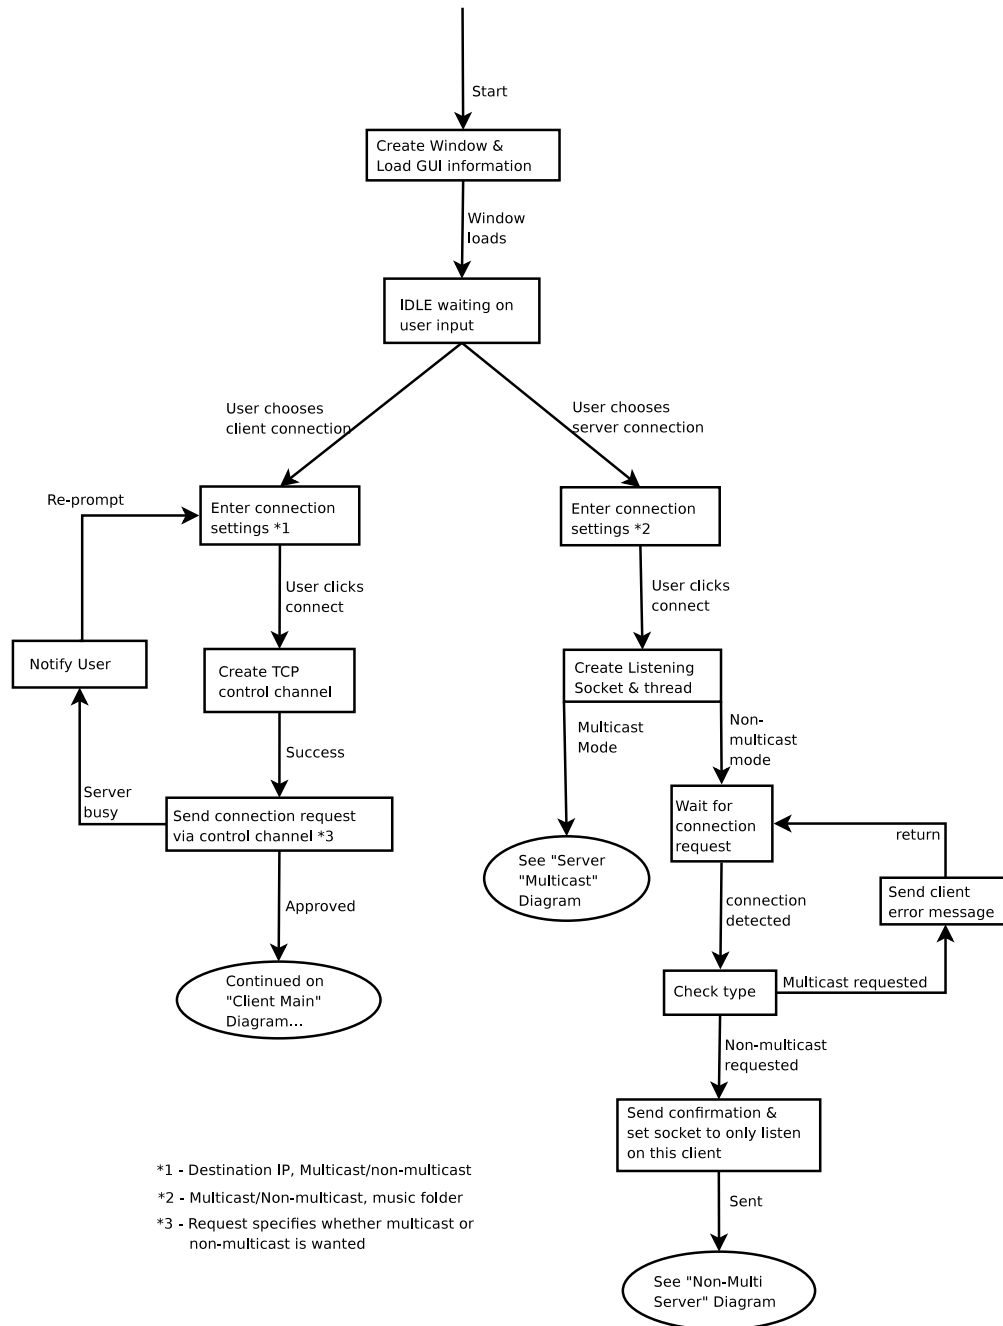 Start
Create Window &
Load GUI information
Window
loads
IDLE waiting on
user input
User chooses
client connection
User chooses
server connection
Re-prompt
Enter connection
settings *1
Enter connection
settings *2
User clicks
connect
User clicks
connect
Notify User
Create TCP
control channel
Create Listening
Socket & thread
Multicast
Mode
Non-
multicast
mode
Success
Server
busy
Send connection request
via control channel *3
Wait for
connection
request
return
See "Server
"Multicast"
Diagram
Send client
error message
Approved
connection
detected
Continued on
"Client Main"
Diagram...
Check type
Multicast requested
Non-multicast
requested
Send confirmation &
set socket to only listen
on this client
*1 - Destination IP, Multicast/non-multicast
*2 - Multicast/Non-multicast, music folder
*3 - Request specifies whether multicast or
non-multicast is wanted
Sent
See "Non-Multi
Server" Diagram